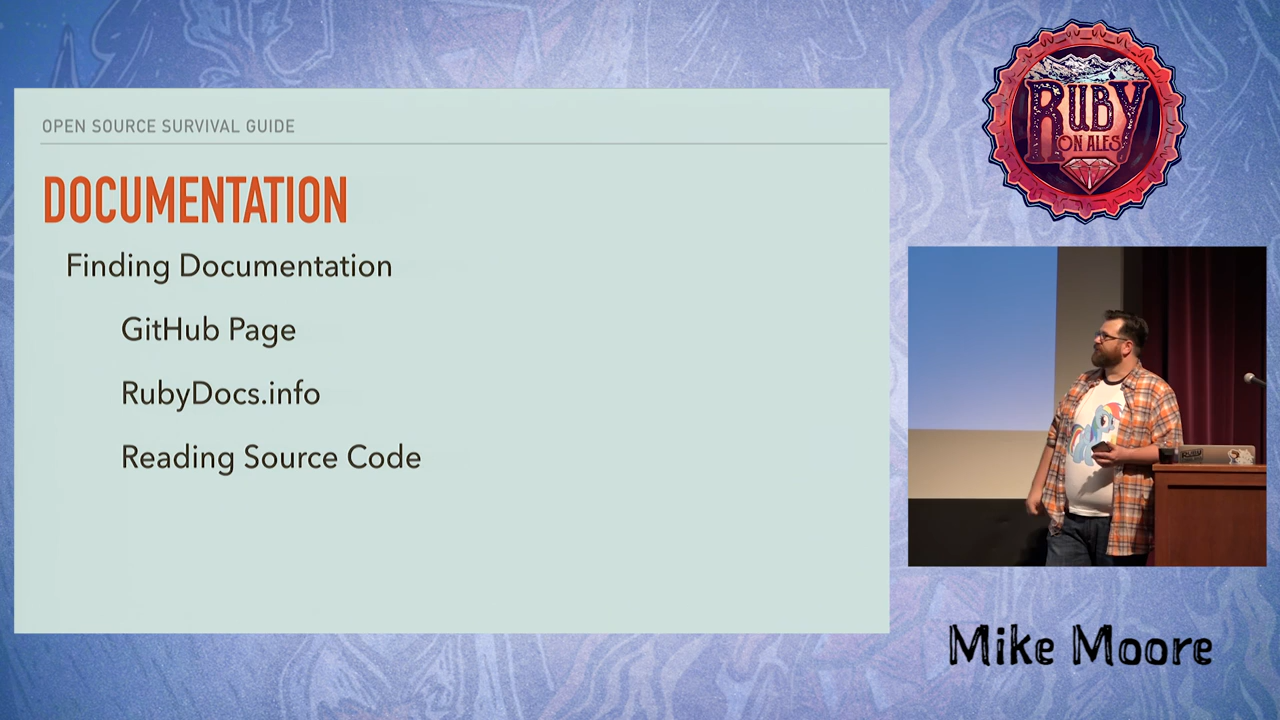 OPEN SOURCE SURVIVAL GUIDE
DOCUMENTATION
Finding Documentation
GitHub Page
RubyDocs.info
Reading Source Code
RUBY
ON ALES
Mike Moore